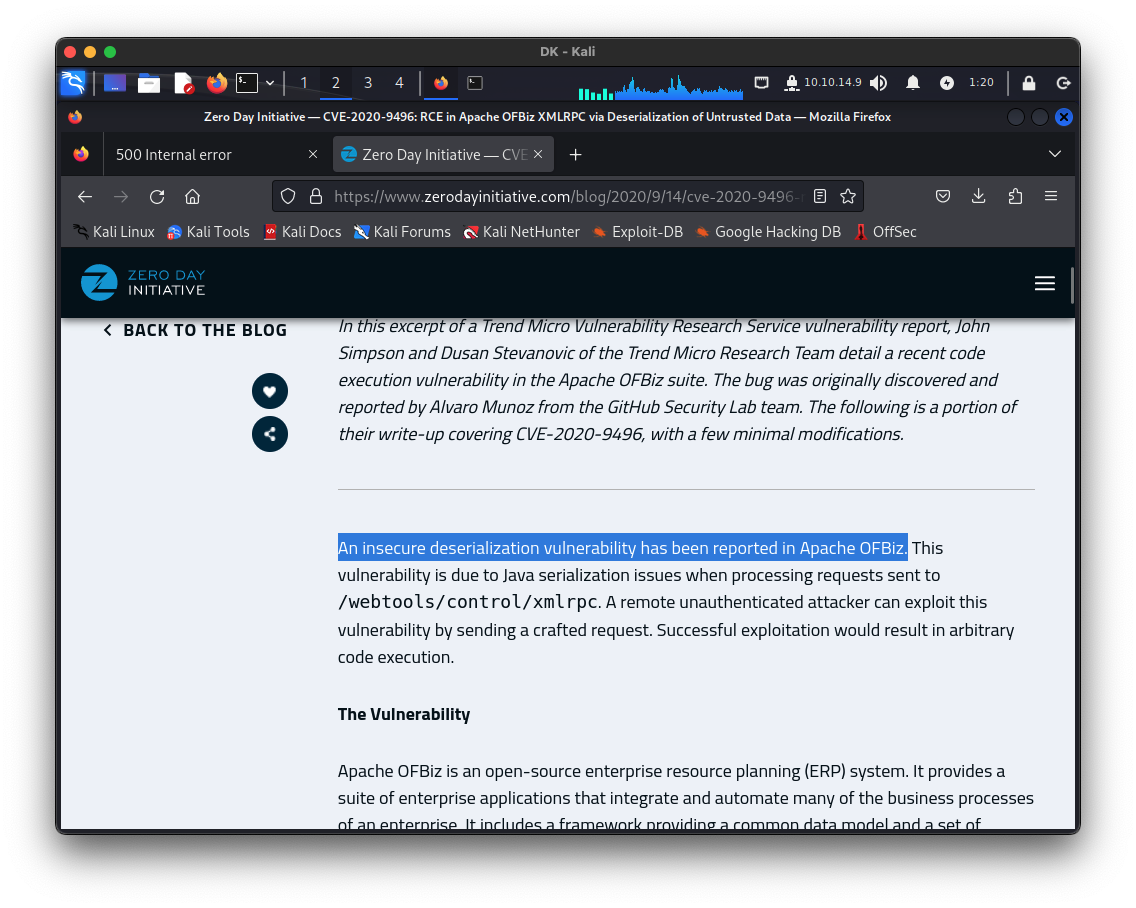 DK - Kali
1 2 3 4 10.10.14.9 1:20
Zero Day Initiative — CVE-2020-9496: RCE in Apache OFBiz XMLRPC via Deserialization of Untrusted Data — Mozilla Firefox
500 Internal error
Zero Day Initiative — CVE
https://www.zerodayinitiative.com/blog/2020/9/14/cve-2020-9496-
Kali Linux Kali Tools Kali Docs Kali Forums Kali NetHunter Exploit-DB Google Hacking DB OffSec
ZERO DAY
INITIATIVE
BACK TO THE BLOG
In this excerpt of a Trend Micro Vulnerability Research Service vulnerability report, John
Simpson and Dusan Stevanovic of the Trend Micro Research Team detail a recent code
execution vulnerability in the Apache OFBiz suite. The bug was originally discovered and
reported by Alvaro Munoz from the GitHub Security Lab team. The following is a portion of
their write-up covering CVE-2020-9496, with a few minimal modifications.
An insecure deserialization vulnerability has been reported in Apache OFBiz. This
vulnerability is due to Java serialization issues when processing requests sent to
/webtools/control/xmlrpc. A remote unauthenticated attacker can exploit this
vulnerability by sending a crafted request. Successful exploitation would result in arbitrary
code execution.
The Vulnerability
Apache OFBiz is an open-source enterprise resource planning (ERP) system. It provides a
suite of enterprise applications that integrate and automate many of the business processes
of an enterprise. It includes a framework providing a common data model and a set of